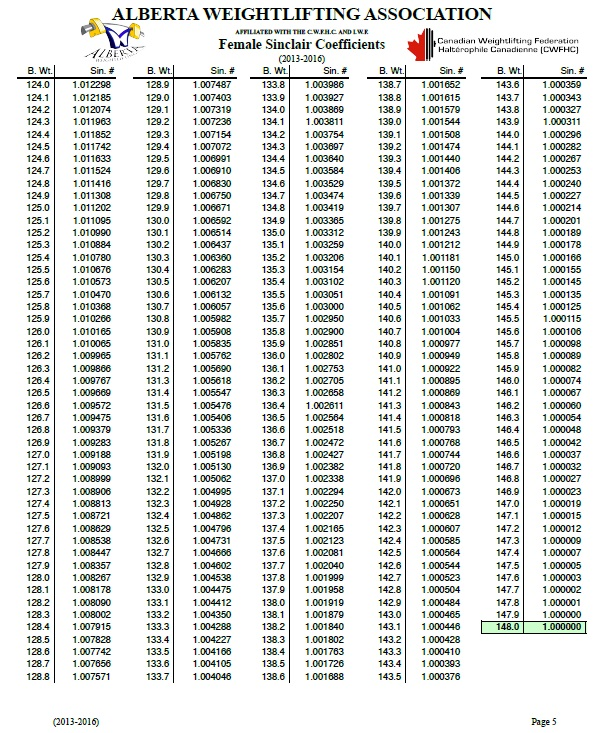 ALBERTA WEIGHTLIFTING ASSOCIATION
AFFILIATED WITH THE C.W.F.H.C. AND I.W.F.
Female Sinclair Coefficients
(2013-2016)
ALBERTA
Canadian Weightlifting Federation
Haltérophile Canadienne (CWFHC)
B. Wt. Sin. # B. Wt. Sin. # B. Wt. Sin. # B. Wt. Sin. # B. Wt. Sin. #
124.0 1.012298 128.9 1.007487 133.8 1.003986 138.7 1.001652 143.6 1.000359
124.1 1.012185 129.0 1.007403 133.9 1.003927 138.8 1.001615 143.7 1.000343
124.2 1.012074 129.1 1.007319 134.0 1.003869 138.9 1.001579 143.8 1.000327
124.3 1.011963 129.2 1.007236 134.1 1.003811 139.0 1.001544 143.9 1.000311
124.4 1.011852 129.3 1.007154 134.2 1.003754 139.1 1.001508 144.0 1.000296
124.5 1.011742 129.4 1.007072 134.3 1.003697 139.2 1.001474 144.1 1.000282
124.6 1.011633 129.5 1.006991 134.4 1.003640 139.3 1.001440 144.2 1.000267
124.7 1.011524 129.6 1.006910 134.5 1.003584 139.4 1.001406 144.3 1.000253
124.8 1.011416 129.7 1.006830 134.6 1.003529 139.5 1.001372 144.4 1.000240
124.9 1.011308 129.8 1.006750 134.7 1.003474 139.6 1.001339 144.5 1.000227
125.0 1.011202 129.9 1.006671 134.8 1.003419 139.7 1.001307 144.6 1.000214
125.1 1.011095 130.0 1.006592 134.9 1.003365 139.8 1.001275 144.7 1.000201
125.2 1.010990 130.1 1.006514 135.0 1.003312 139.9 1.001243 144.8 1.000189
125.3 1.010884 130.2 1.006437 135.1 1.003259 140.0 1.001212 144.9 1.000178
125.4 1.010780 130.3 1.006360 135.2 1.003206 140.1 1.001181 145.0 1.000166
125.5 1.010676 130.4 1.006283 135.3 1.003154 140.2 1.001150 145.1 1.000155
125.6 1.010573 130.5 1.006207 135.4 1.003102 140.3 1.001120 145.2 1.000145
125.7 1.010470 130.6 1.006132 135.5 1.003051 140.4 1.001091 145.3 1.000135
125.8 1.010368 130.7 1.006057 135.6 1.003000 140.5 1.001062 145.4 1.000125
125.9 1.010266 130.8 1.005982 135.7 1.002950 140.6 1.001033 145.5 1.000115
126.0 1.010165 130.9 1.005908 135.8 1.002900 140.7 1.001004 145.6 1.000106
126.1 1.010065 131.0 1.005835 135.9 1.002851 140.8 1.000977 145.7 1.000098
126.2 1.009965 131.1 1.005762 136.0 1.002802 140.9 1.000949 145.8 1.000089
126.3 1.009866 131.2 1.005690 136.1 1.002753 141.0 1.000922 145.9 1.000082
126.4 1.009767 131.3 1.005618 136.2 1.002705 141.1 1.000895 146.0 1.000074
126.5 1.009669 131.4 1.005547 136.3 1.002658 141.2 1.000869 146.1 1.000067
126.6 1.009572 131.5 1.005476 136.4 1.002611 141.3 1.000843 146.2 1.000060
126.7 1.009475 131.6 1.005406 136.5 1.002564 141.4 1.000818 146.3 1.000054
126.8 1.009379 131.7 1.005336 136.6 1.002518 141.5 1.000793 146.4 1.000048
126.9 1.009283 131.8 1.005267 136.7 1.002472 141.6 1.000768 146.5 1.000042
127.0 1.009188 131.9 1.005198 136.8 1.002427 141.7 1.000744 146.6 1.000037
127.1 1.009093 132.0 1.005130 136.9 1.002382 141.8 1.000720 146.7 1.000032
127.2 1.008999 132.1 1.005062 137.0 1.002338 141.9 1.000696 146.8 1.000027
127.3 1.008906 132.2 1.004995 137.1 1.002294 142.0 1.000673 146.9 1.000023
127.4 1.008813 132.3 1.004928 137.2 1.002250 142.1 1.000651 147.0 1.000019
127.5 1.008721 132.4 1.004862 137.3 1.002207 142.2 1.000628 147.1 1.000015
127.6 1.008629 132.5 1.004796 137.4 1.002165 142.3 1.000607 147.2 1.000012
127.7 1.008538 132.6 1.004731 137.5 1.002123 142.4 1.000585 147.3 1.000009
127.8 1.008447 132.7 1.004666 137.6 1.002081 142.5 1.000564 147.4 1.000007
127.9 1.008357 132.8 1.004602 137.7 1.002040 142.6 1.000544 147.5 1.000005
128.0 1.008267 132.9 1.004538 137.8 1.001999 142.7 1.000523 147.6 1.000003
128.1 1.008178 133.0 1.004475 137.9 1.001958 142.8 1.000504 147.7 1.000002
128.2 1.008090 133.1 1.004412 138.0 1.001919 142.9 1.000484 147.8 1.000001
128.3 1.008002 133.2 1.004350 138.1 1.001879 143.0 1.000465 147.9 1.000000
128.4 1.007915 133.3 1.004288 138.2 1.001840 143.1 1.000446 148.0 1.000000
128.5 1.007828 133.4 1.004227 138.3 1.001802 143.2 1.000428
128.6 1.007742 133.5 1.004166 138.4 1.001763 143.3 1.000410
128.7 1.007656 133.6 1.004105 138.5 1.001726 143.4 1.000393
128.8 1.007571 133.7 1.004046 138.6 1.001688 143.5 1.000376
(2013-2016) Page 5